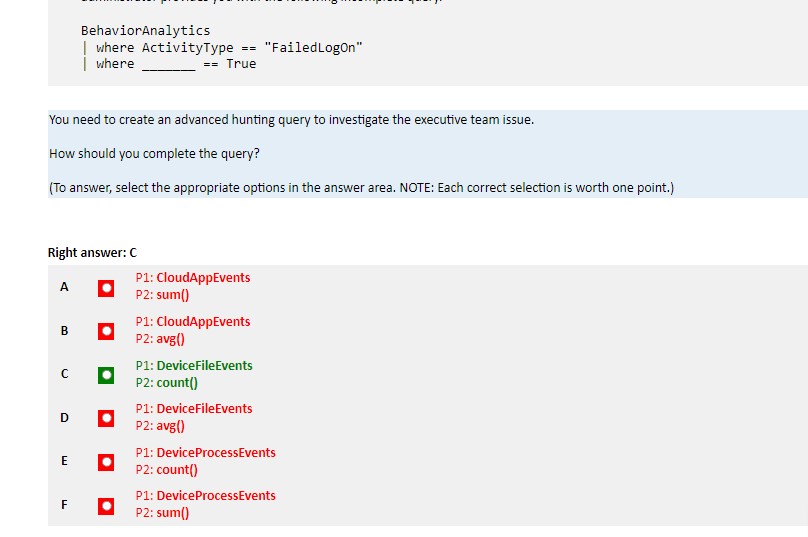 BehaviorAnalytics
| where ActivityType == "FailedLogOn"
| where _______ == True
You need to create an advanced hunting query to investigate the executive team issue.
How should you complete the query?
(To answer, select the appropriate options in the answer area. NOTE: Each correct selection is worth one point.)
Right answer: C
A
P1: CloudAppEvents
P2: sum()
B
P1: CloudAppEvents
P2: avg()
C
P1: DeviceFileEvents
P2: count()
D
P1: DeviceFileEvents
P2: avg()
E
P1: DeviceProcessEvents
P2: count()
F
P1: DeviceProcessEvents
P2: sum()